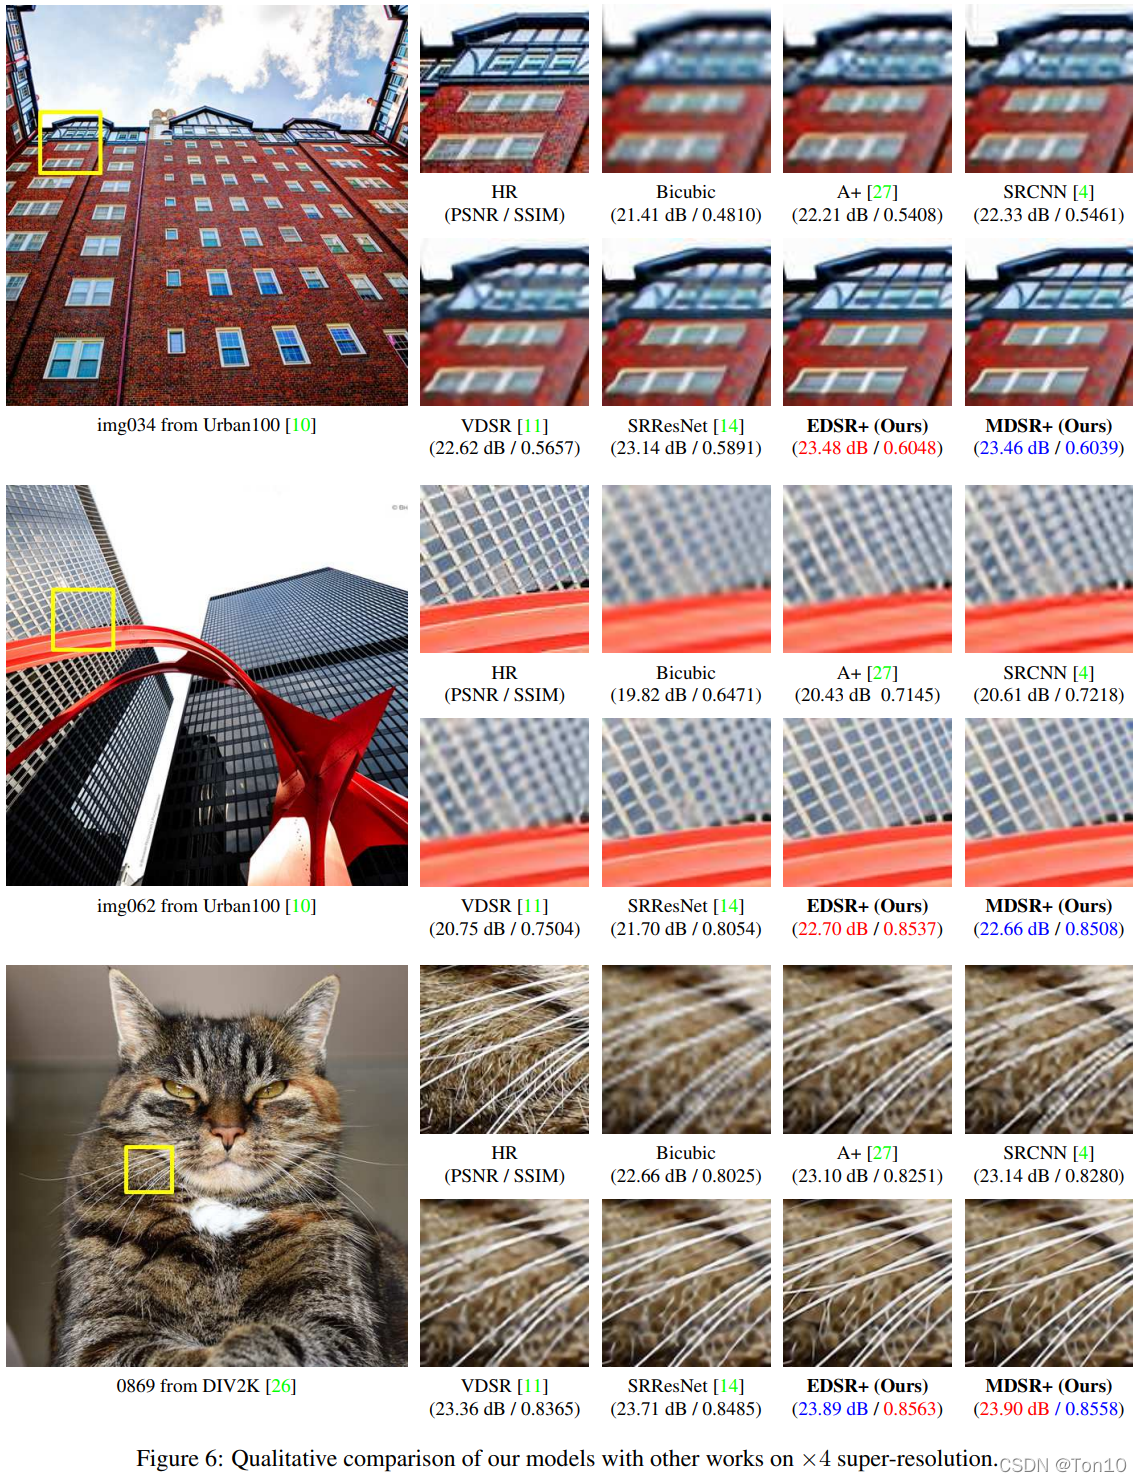 HR
(PSNR / SSIM)
Bicubic
(21.41 dB / 0.4810)
A+ [27]
(22.21 dB / 0.5408)
SRCNN [4]
(22.33 dB / 0.5461)
img034 from Urban100 [10]
VDSR [11]
(22.62 dB / 0.5657)
SRResNet [14]
(23.14 dB / 0.5891)
EDSR+ (Ours)
(23.48 dB / 0.6048)
MDSR+ (Ours)
(23.46 dB / 0.6039)
HR
(PSNR / SSIM)
Bicubic
(19.82 dB / 0.6471)
A+ [27]
(20.43 dB 0.7145)
SRCNN [4]
(20.61 dB / 0.7218)
img062 from Urban100 [10]
VDSR [11]
(20.75 dB / 0.7504)
SRResNet [14]
(21.70 dB / 0.8054)
EDSR+ (Ours)
(22.70 dB / 0.8537)
MDSR+ (Ours)
(22.66 dB / 0.8508)
HR
(PSNR / SSIM)
Bicubic
(22.66 dB / 0.8025)
A+ [27]
(23.10 dB / 0.8251)
SRCNN [4]
(23.14 dB / 0.8280)
0869 from DIV2K [26]
VDSR [11]
(23.36 dB / 0.8365)
SRResNet [14]
(23.71 dB / 0.8485)
EDSR+ (Ours)
(23.89 dB / 0.8563)
MDSR+ (Ours)
(23.90 dB / 0.8558)
Figure 6: Qualitative comparison of our models with other works on ×4 super-resolution.
CSDN @Ton10